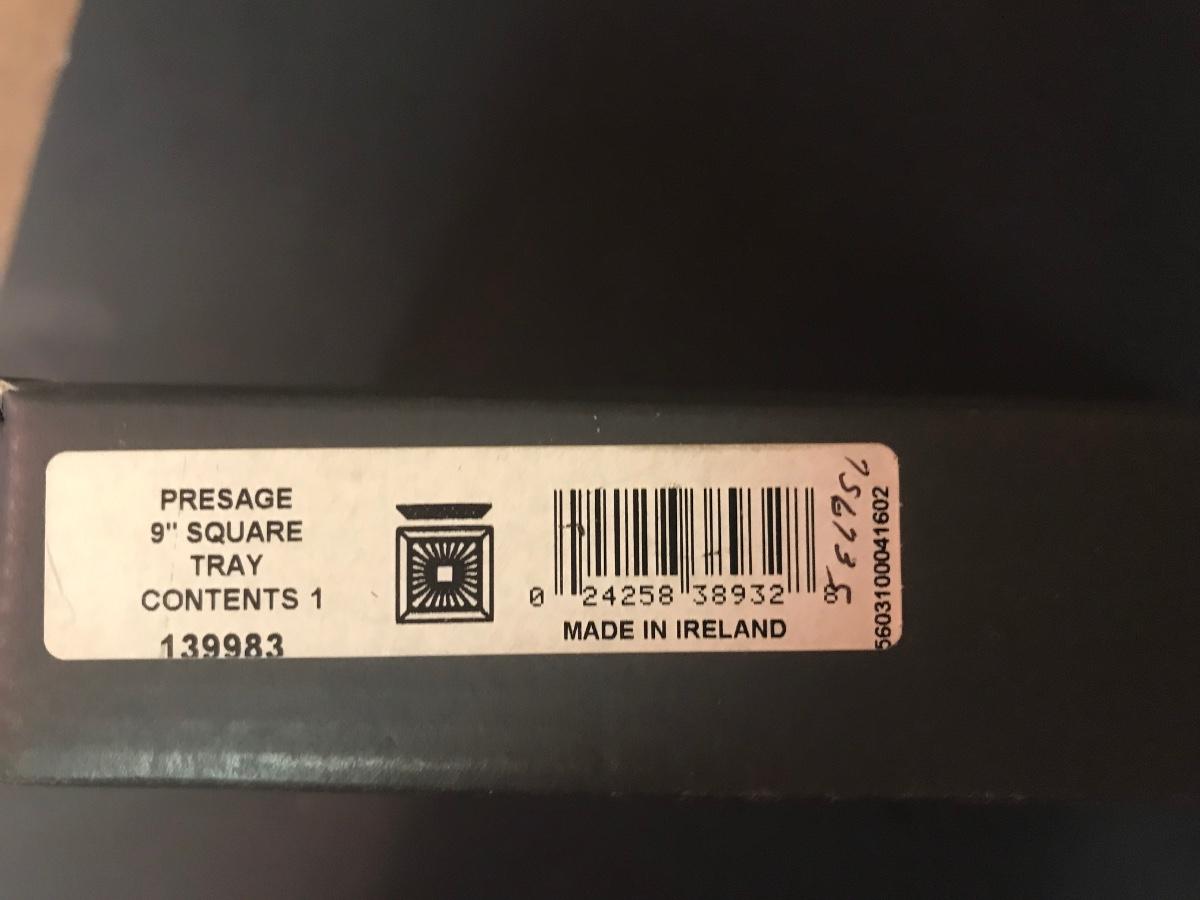 PRESAGE
9" SQUARE
TRAY
CONTENTS 1
139983
0 24258 38932 8
MADE IN IRELAND
5603100041602